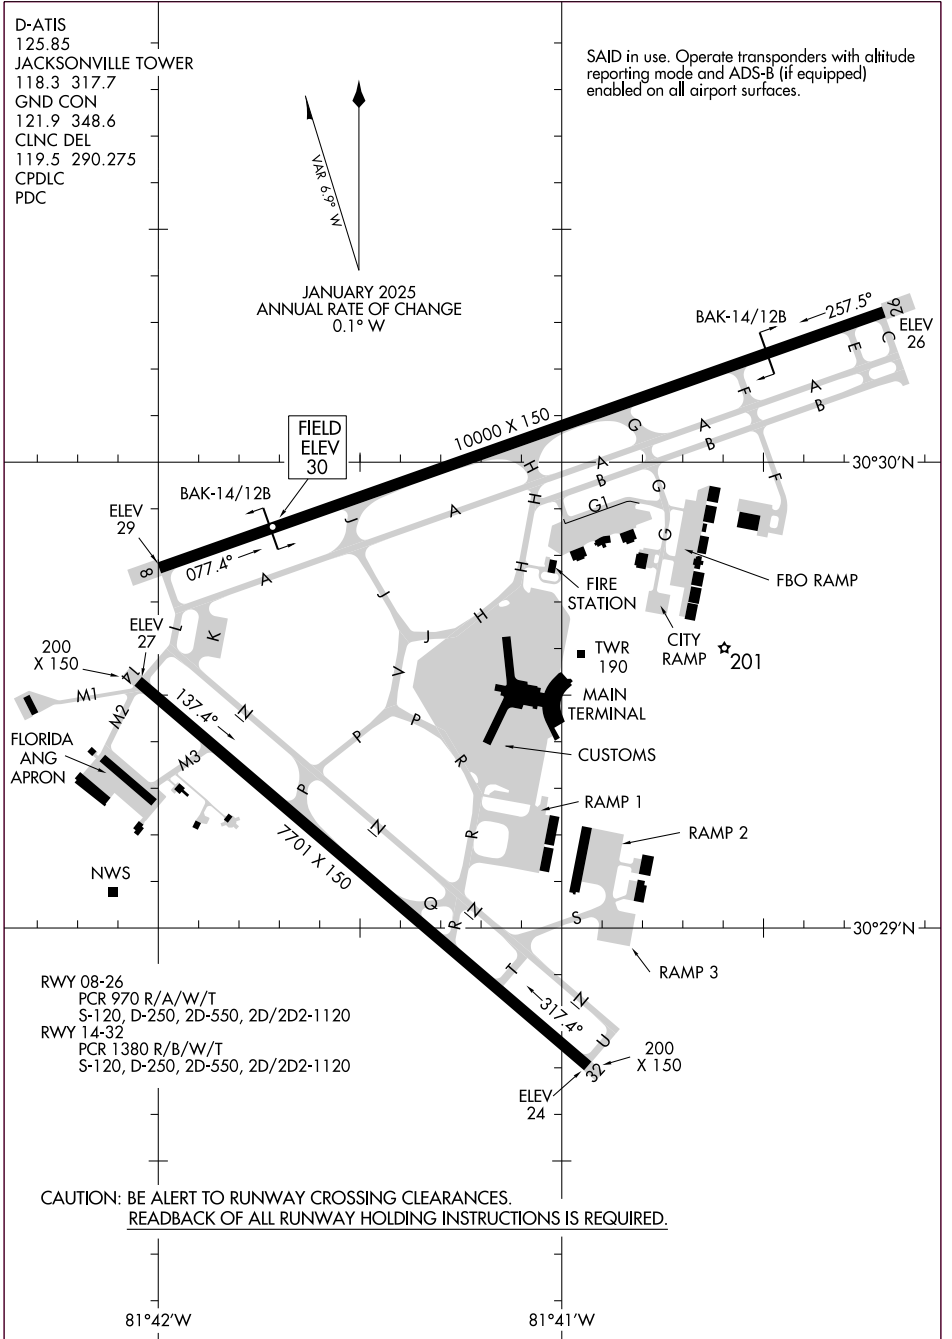 D-ATIS
125.85
JACKSONVILLE TOWER
118.3 317.7
GND CON
121.9 348.6
CLNC DEL
119.5 290.275
CPDLC
PDC
SAID in use. Operate transponders with altitude
reporting mode and ADS-B (if equipped)
enabled on all airport surfaces.
VAR 6.9° W
JANUARY 2025
ANNUAL RATE OF CHANGE
0.1° W
BAK-14/12B
257.5°
26
ELEV
26
C
E
F
A
B
10000 X 150
G
A
B
FIELD
ELEV
30
H
A
B
30°30'N
BAK-14/12B
G
F
H
G1
ELEV
29
J
A
G
077.4°
8
A
H
FIRE
STATION
FBO RAMP
J
H
CITY
RAMP
201
ELEV
27
L
K
J
TWR
190
200
X 150
14
M1
V
MAIN
TERMINAL
137.4°
N
M2
P
P
FLORIDA
ANG
APRON
M3
R
CUSTOMS
P
RAMP 1
N
R
RAMP 2
7701 X 150
NWS
Q
N
R
S
30°29'N
T
RAMP 3
RWY 08-26
PCR 970 R/A/W/T
S-120, D-250, 2D-550, 2D/2D2-1120
RWY 14-32
PCR 1380 R/B/W/T
S-120, D-250, 2D-550, 2D/2D2-1120
317.4°
N
U
32
200
X 150
ELEV
24
CAUTION: BE ALERT TO RUNWAY CROSSING CLEARANCES.
READBACK OF ALL RUNWAY HOLDING INSTRUCTIONS IS REQUIRED.
81°42'W
81°41'W